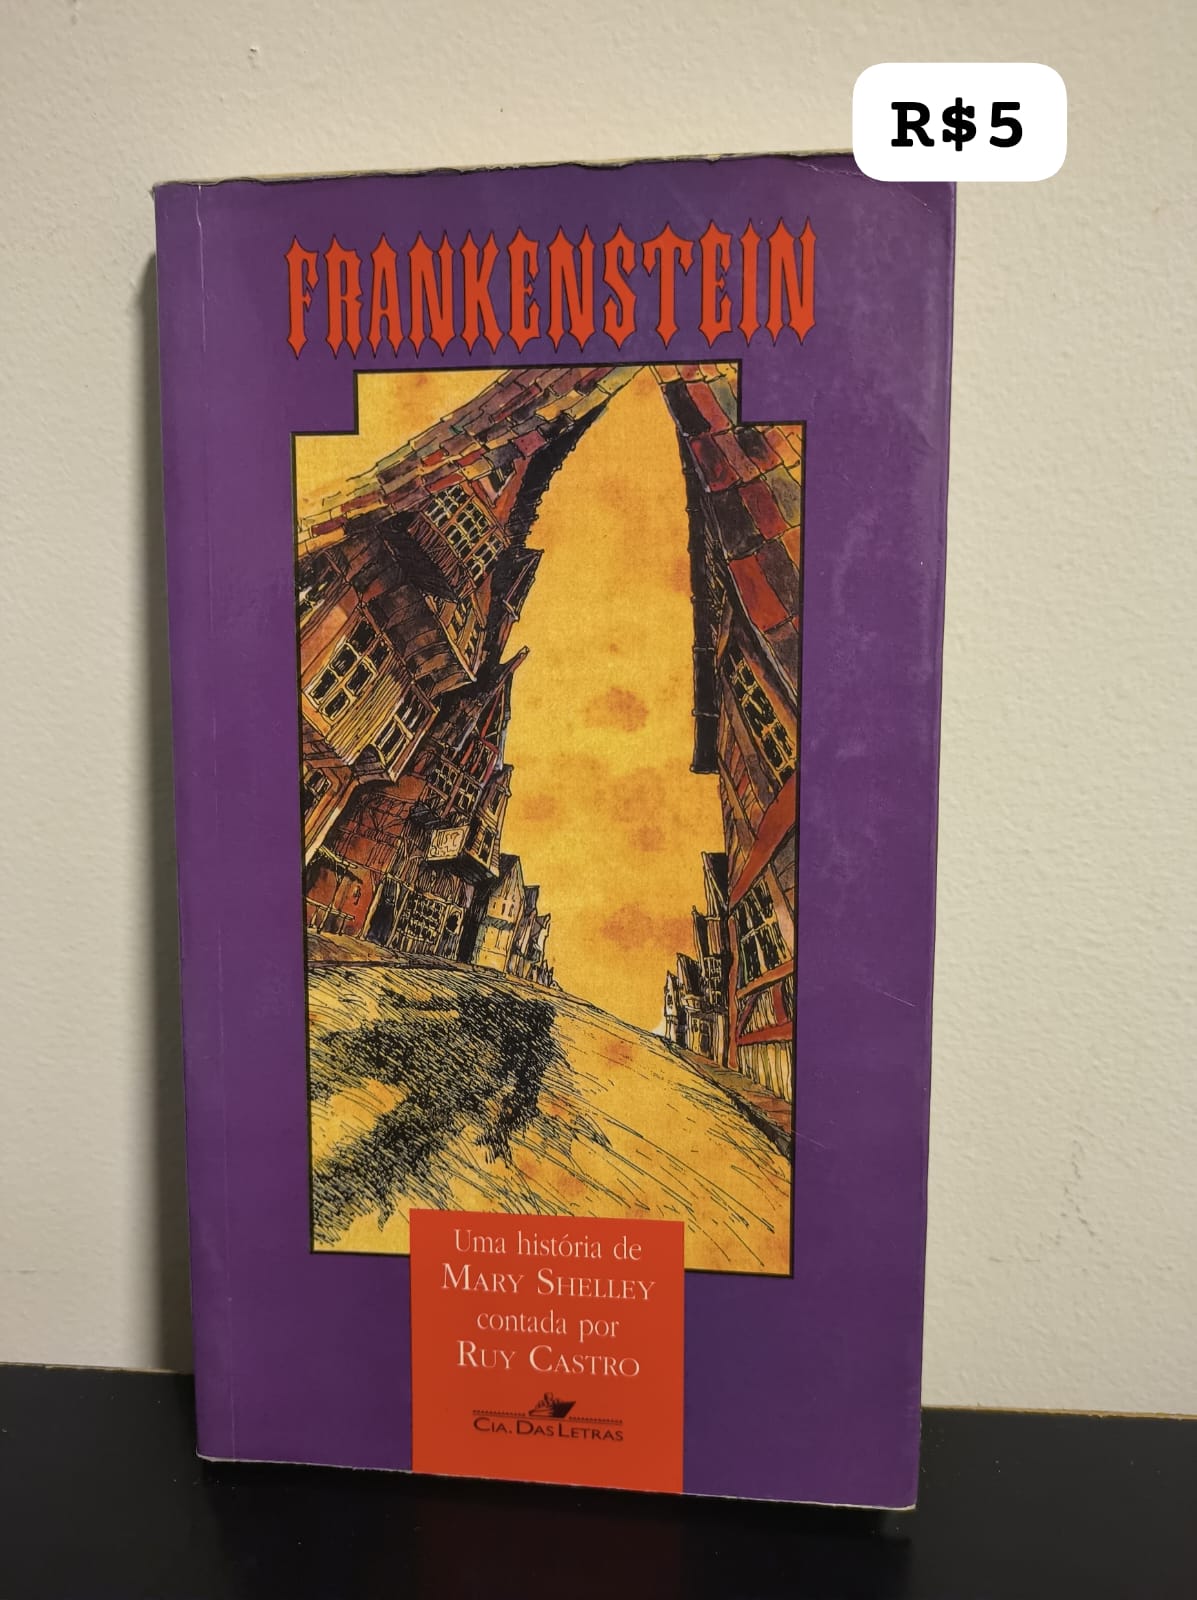 R$5
FRANKENSTEIN
Uma história de
MARY SHELLEY
contada por
RUY CASTRO
CIA. DAS LETRAS